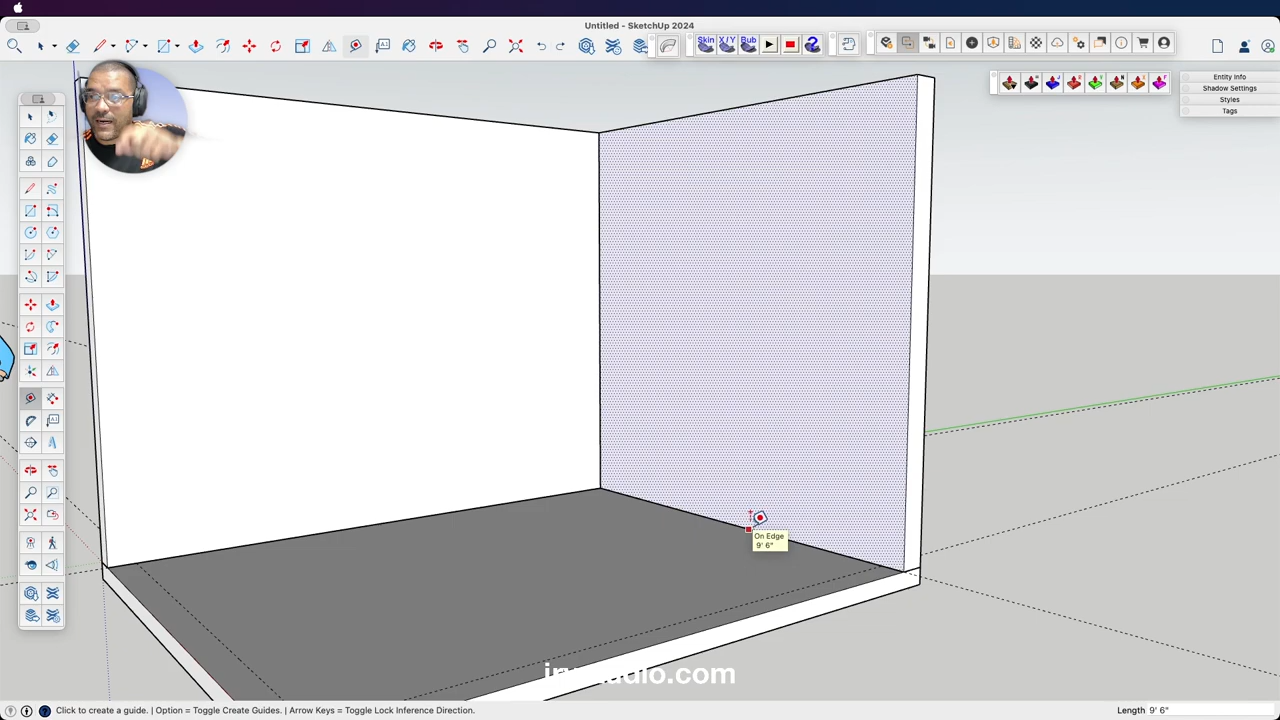 Untitled - SketchUp 2024
Skin
X/Y
Bub
Entity Info
Shadow Settings
Styles
Tags
On Edge
9' 6"
Click to create a guide. | Option = Toggle Create Guides. | Arrow Keys = Toggle Lock Inference Direction.
Length 9' 6"